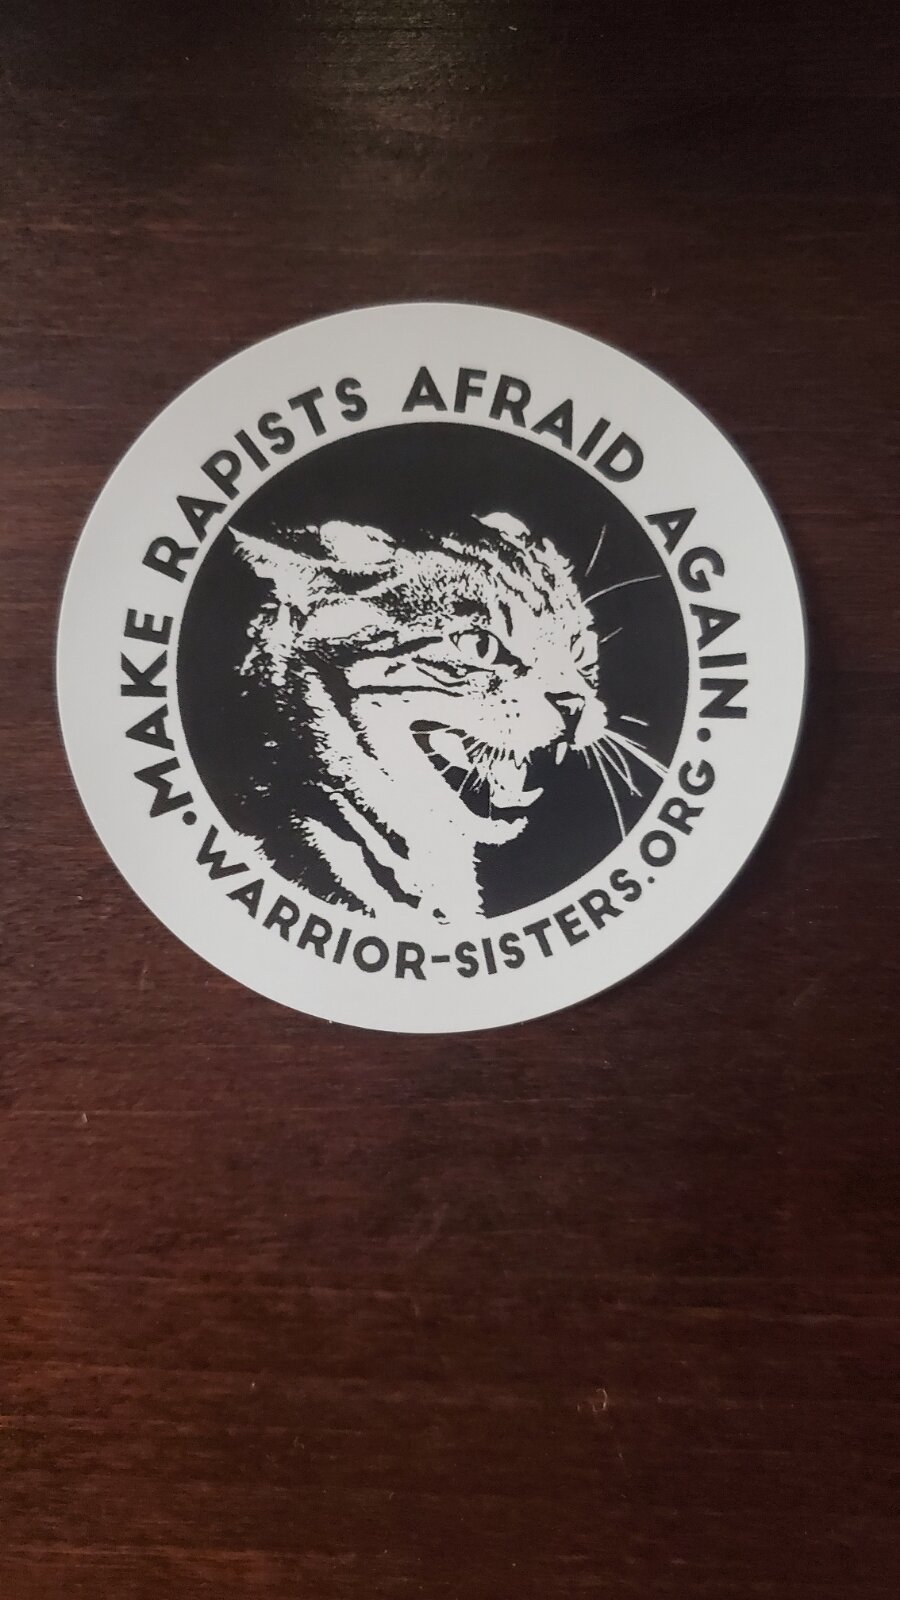 MAKE RAPISTS AFRAID AGAIN
WARRIOR-SISTERS.ORG